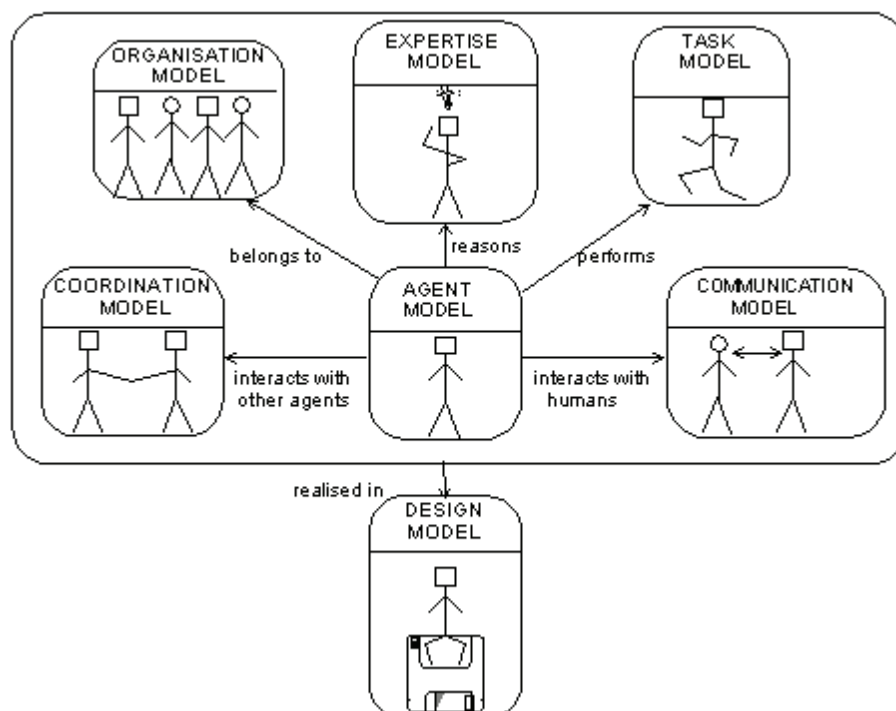 ORGANISATION
MODEL
EXPERTISE
MODEL
TASK
MODEL
belongs to
reasons
performs
COORDINATION
MODEL
AGENT
MODEL
COMMUNICATION
MODEL
interacts with
other agents
interacts with
humans
realised in
DESIGN
MODEL